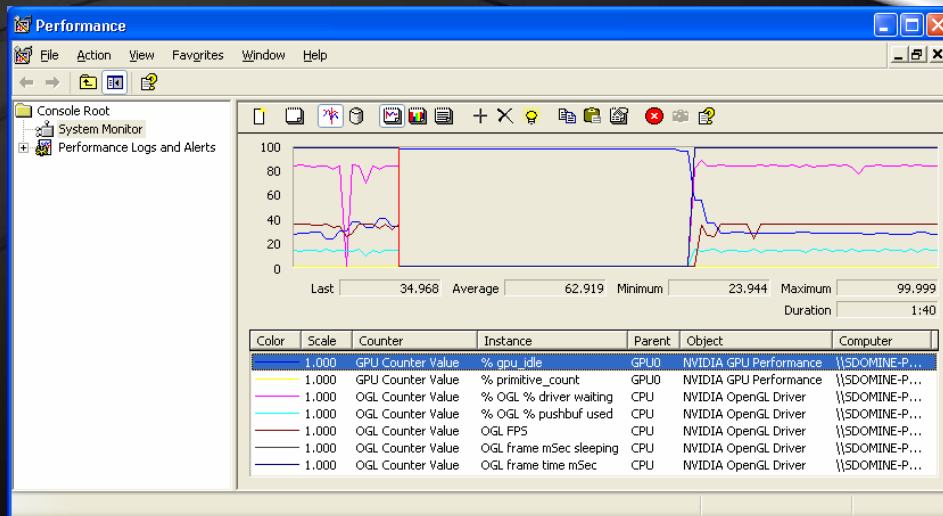 Performance
File Action View Favorites Window Help
Console Root
System Monitor
Performance Logs and Alerts
100
80
60
40
20
0
Last 34.968 Average 62.919 Minimum 23.944 Maximum 99.999
Duration 1:40
Color Scale Counter Instance Parent Object Computer
1.000 GPU Counter Value % gpu_idle GPU0 NVIDIA GPU Performance \\SDOMINE-P...
1.000 GPU Counter Value % primitive_count GPU0 NVIDIA GPU Performance \\SDOMINE-P...
1.000 OGL Counter Value % OGL % driver waiting CPU NVIDIA OpenGL Driver \\SDOMINE-P...
1.000 OGL Counter Value % OGL % pushbuf used CPU NVIDIA OpenGL Driver \\SDOMINE-P...
1.000 OGL Counter Value OGL FPS CPU NVIDIA OpenGL Driver \\SDOMINE-P...
1.000 OGL Counter Value OGL frame mSec sleeping CPU NVIDIA OpenGL Driver \\SDOMINE-P...
1.000 OGL Counter Value OGL frame time mSec CPU NVIDIA OpenGL Driver \\SDOMINE-P...